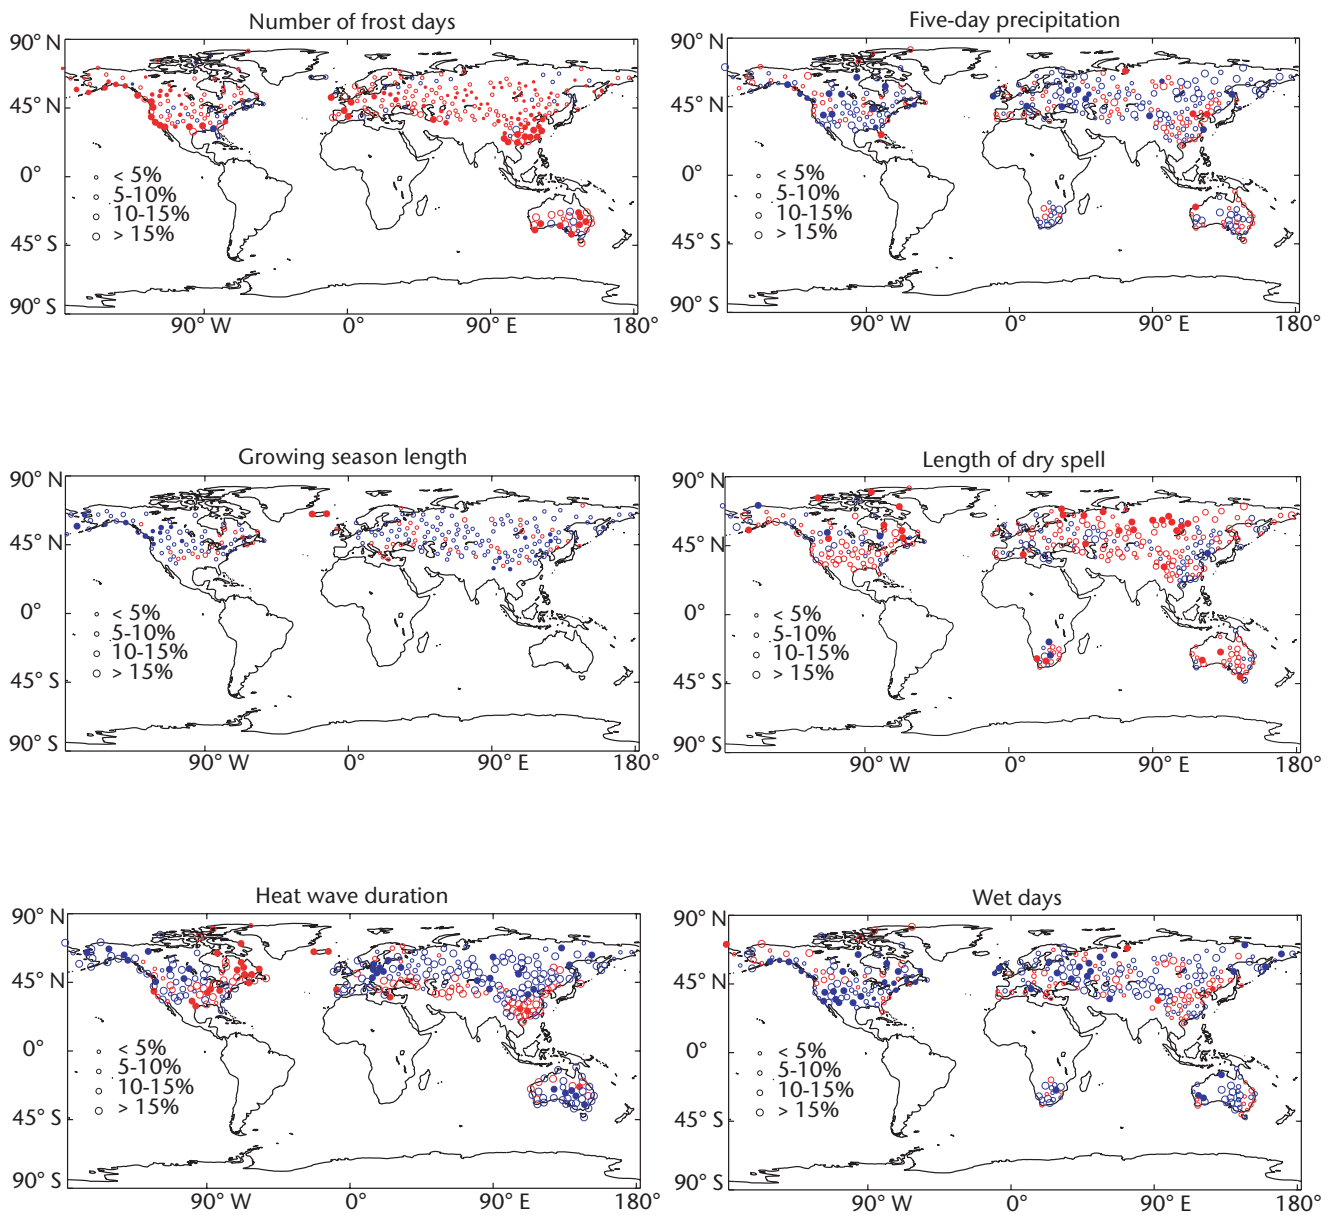 Number of frost days
90° N
45° N
0°
45° S
90° S
< 5%
5-10%
10-15%
> 15%
90° W
0°
90° E
180°
Five-day precipitation
90° N
45° N
0°
45° S
90° S
< 5%
5-10%
10-15%
> 15%
90° W
0°
90° E
180°
Growing season length
90° N
45° N
0°
45° S
90° S
< 5%
5-10%
10-15%
> 15%
90° W
0°
90° E
180°
Length of dry spell
90° N
45° N
0°
45° S
90° S
< 5%
5-10%
10-15%
> 15%
90° W
0°
90° E
180°
Heat wave duration
90° N
45° N
0°
45° S
90° S
< 5%
5-10%
10-15%
> 15%
90° W
0°
90° E
180°
Wet days
90° N
45° N
0°
45° S
90° S
< 5%
5-10%
10-15%
> 15%
90° W
0°
90° E
180°